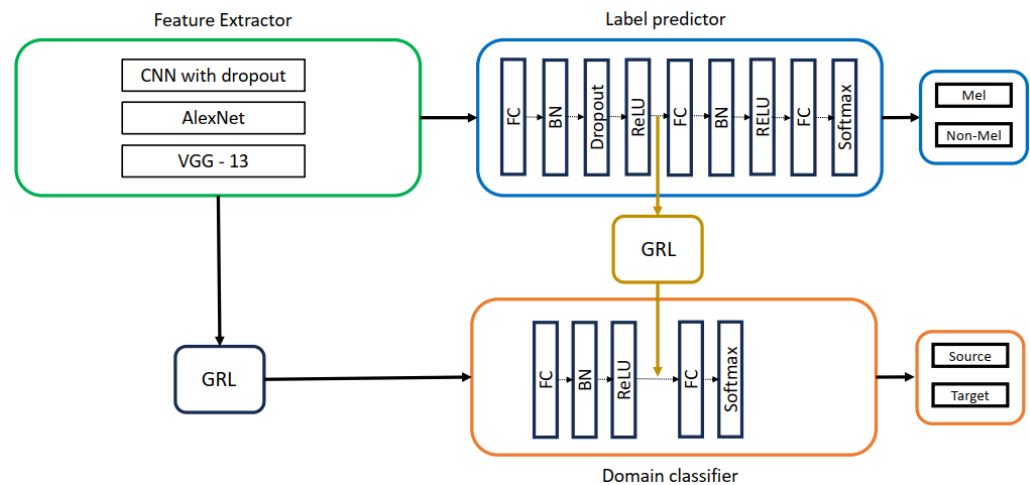 Feature Extractor
Label predictor
CNN with dropout
AlexNet
VGG - 13
FC
BN
Dropout
ReLU
FC
BN
RELU
FC
Softmax
Mel
Non-Mel
GRL
GRL
FC
BN
ReLU
FC
Softmax
Source
Target
Domain classifier